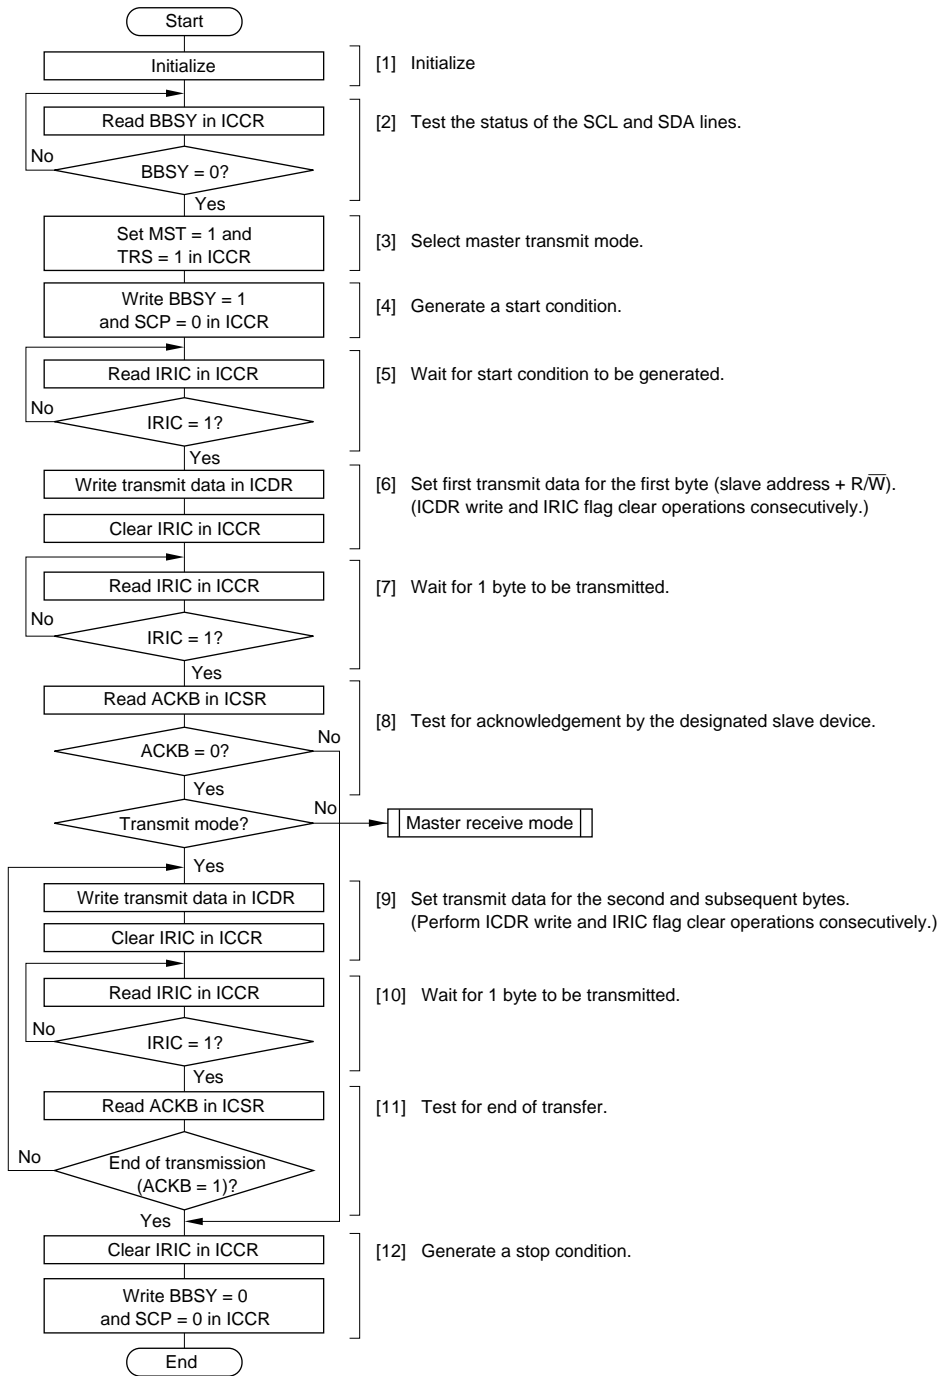 Start
Initialize
[1] Initialize
Read BBSY in ICCR
[2] Test the status of the SCL and SDA lines.
No
BBSY = 0?
Yes
Set MST = 1 and
TRS = 1 in ICCR
[3] Select master transmit mode.
Write BBSY = 1
and SCP = 0 in ICCR
[4] Generate a start condition.
Read IRIC in ICCR
[5] Wait for start condition to be generated.
No
IRIC = 1?
Yes
Write transmit data in ICDR
[6] Set first transmit data for the first byte (slave address + R/W̅).
(ICDR write and IRIC flag clear operations consecutively.)
Clear IRIC in ICCR
Read IRIC in ICCR
[7] Wait for 1 byte to be transmitted.
No
IRIC = 1?
Yes
Read ACKB in ICSR
[8] Test for acknowledgement by the designated slave device.
No
ACKB = 0?
Yes
No
Transmit mode?
Master receive mode
Yes
Write transmit data in ICDR
[9] Set transmit data for the second and subsequent bytes.
(Perform ICDR write and IRIC flag clear operations consecutively.)
Clear IRIC in ICCR
Read IRIC in ICCR
[10] Wait for 1 byte to be transmitted.
No
IRIC = 1?
Yes
Read ACKB in ICSR
[11] Test for end of transfer.
No
End of transmission
(ACKB = 1)?
Yes
Clear IRIC in ICCR
[12] Generate a stop condition.
Write BBSY = 0
and SCP = 0 in ICCR
End